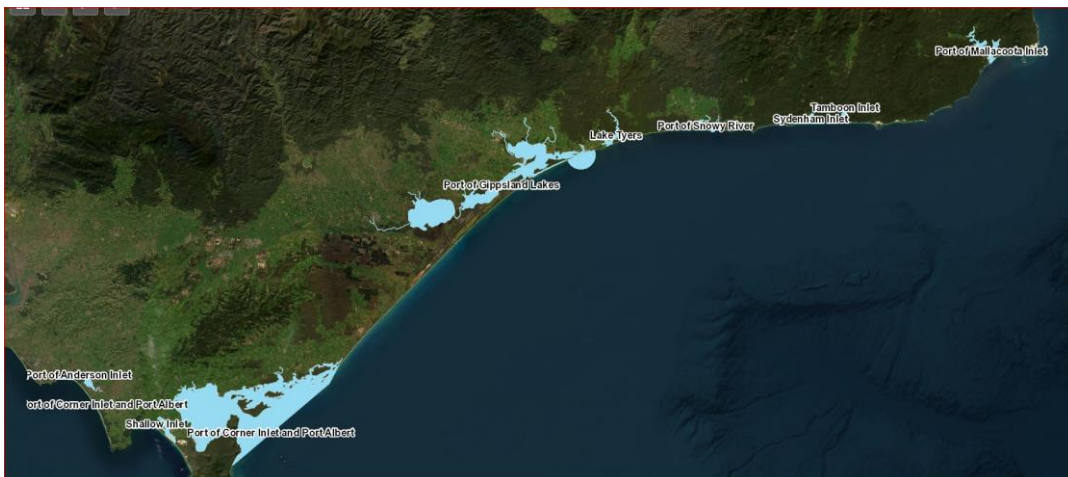 Port of Mallacoota Inlet
Tamboon Inlet
Sydenham Inlet
Port of Snowy River
Lake Tyers
Port of Gippsland Lakes
Port of Anderson Inlet
ort of Corner Inlet and Port Albert
Shallow Inlet
Port of Corner Inlet and Port Albert